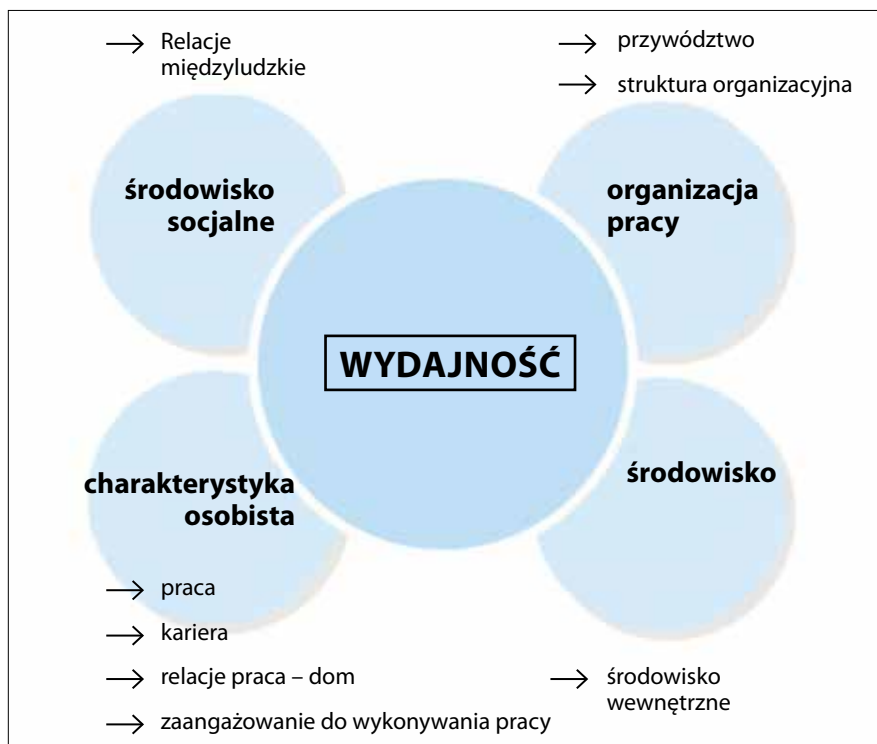 Relacje
międzyludzkie
przywództwo
struktura organizacyjna
środowisko
socjalne
organizacja
pracy
WYDAJNOŚĆ
charakterystyka
osobista
środowisko
praca
kariera
relacje praca – dom
zaangażowanie do wykonywania pracy
środowisko
wewnętrzne